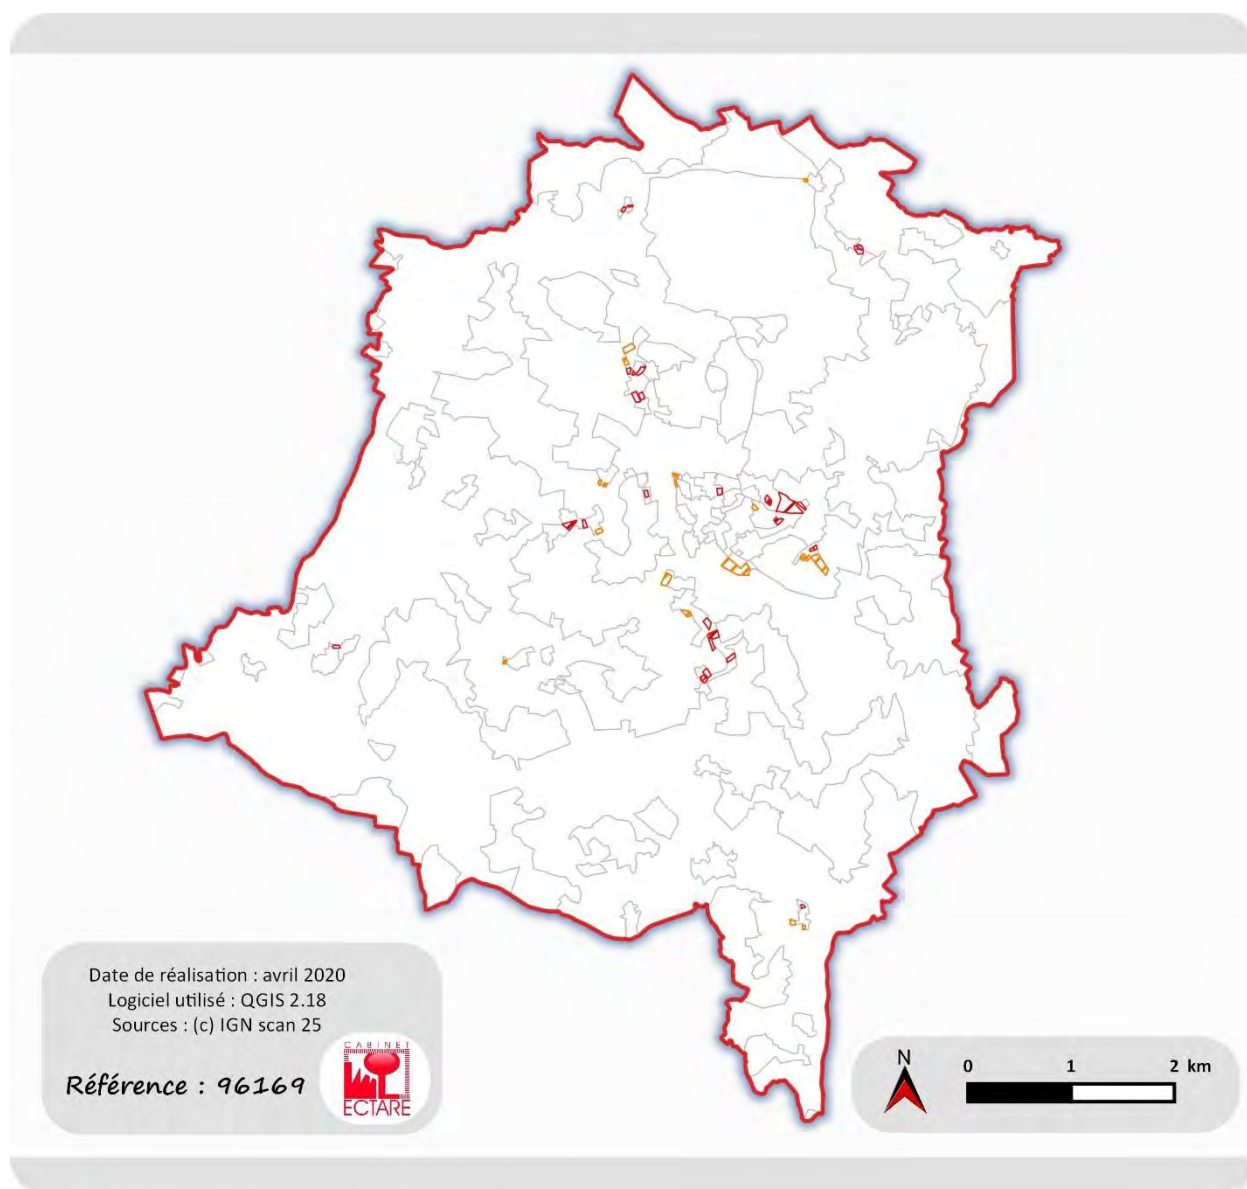 Date de réalisation : avril 2020
Logiciel utilisé : QGIS 2.18
Sources : (c) IGN scan 25
Référence : 96169
CABINET
ECTARE
N
0 1 2 km